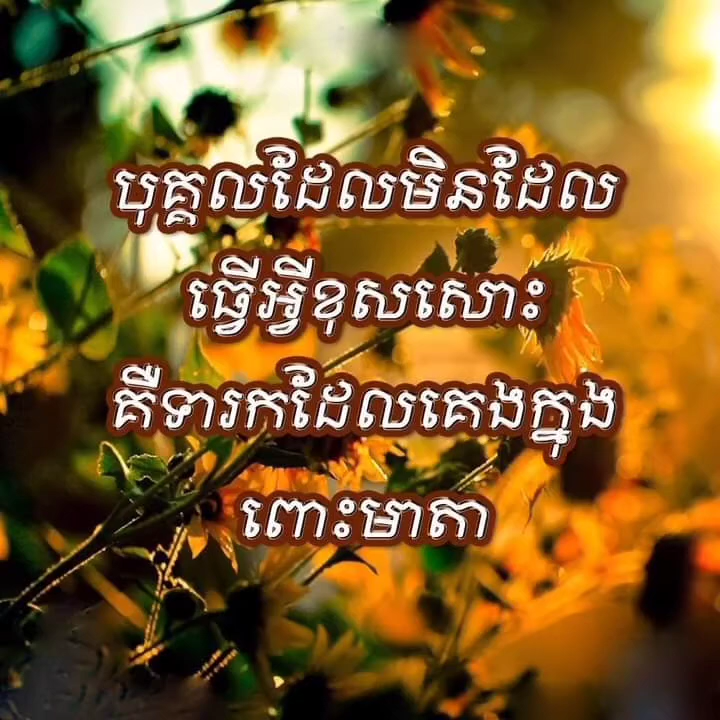 បុគ្គលដែលមិនដែល
ធ្វើអ្វីខុសសោះ
គឺទារកដែលគេងក្នុង
ពោះមាតា